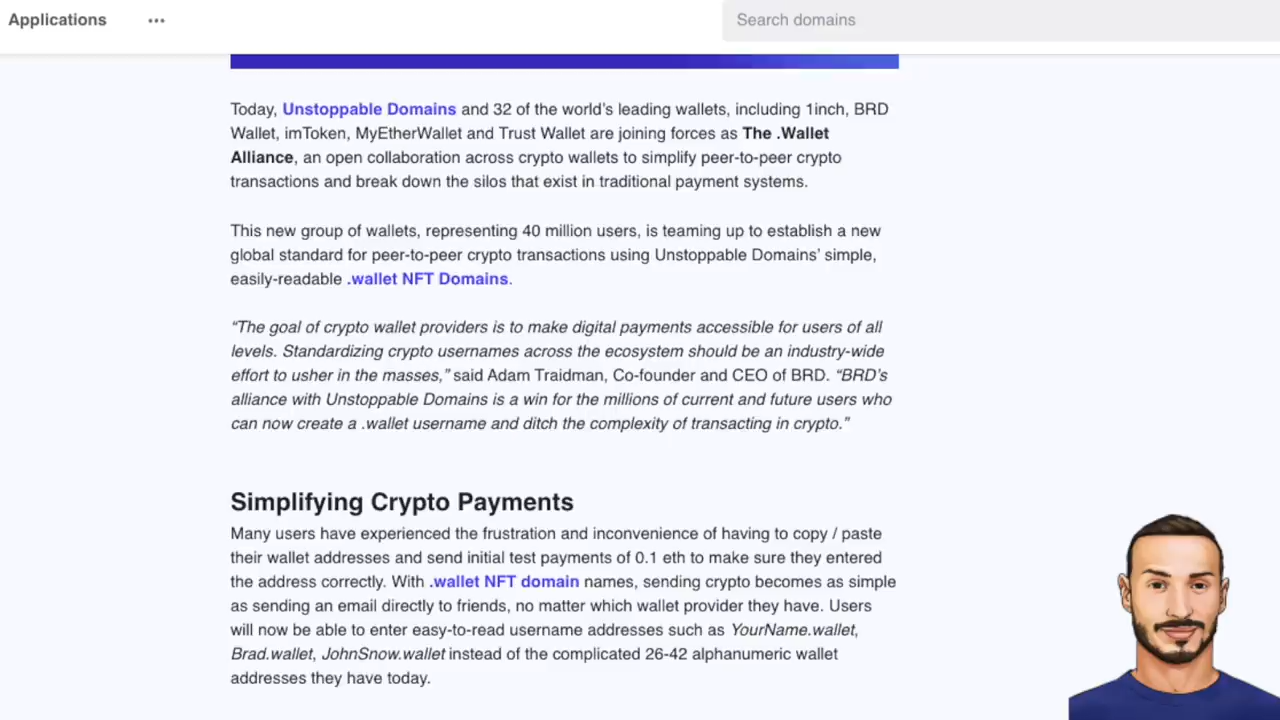 Applications
...
Search domains
Today, Unstoppable Domains and 32 of the world's leading wallets, including 1inch, BRD
Wallet, imToken, MyEtherWallet and Trust Wallet are joining forces as The .Wallet
Alliance, an open collaboration across crypto wallets to simplify peer-to-peer crypto
transactions and break down the silos that exist in traditional payment systems.
This new group of wallets, representing 40 million users, is teaming up to establish a new
global standard for peer-to-peer crypto transactions using Unstoppable Domains' simple,
easily-readable .wallet NFT Domains.
“The goal of crypto wallet providers is to make digital payments accessible for users of all
levels. Standardizing crypto usernames across the ecosystem should be an industry-wide
effort to usher in the masses,” said Adam Traidman, Co-founder and CEO of BRD. “BRD's
alliance with Unstoppable Domains is a win for the millions of current and future users who
can now create a .wallet username and ditch the complexity of transacting in crypto.”
Simplifying Crypto Payments
Many users have experienced the frustration and inconvenience of having to copy / paste
their wallet addresses and send initial test payments of 0.1 eth to make sure they entered
the address correctly. With .wallet NFT domain names, sending crypto becomes as simple
as sending an email directly to friends, no matter which wallet provider they have. Users
will now be able to enter easy-to-read username addresses such as YourName.wallet,
Brad.wallet, JohnSnow.wallet instead of the complicated 26-42 alphanumeric wallet
addresses they have today.